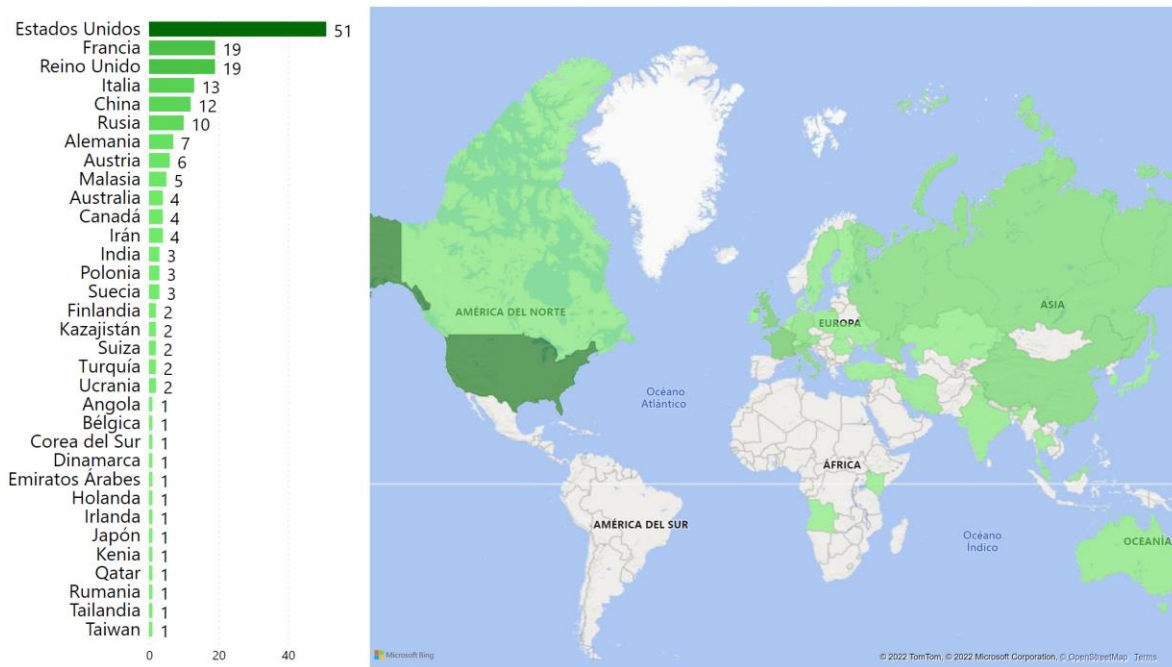 Estados Unidos 51
Francia 19
Reino Unido 19
Italia 13
China 12
Rusia 10
Alemania 7
Austria 6
Malasia 5
Australia 4
Canadá 4
Irán 4
India 3
Polonia 3
Suecia 3
Finlandia 2
Kazajistán 2
Suiza 2
Turquía 2
Ucrania 2
Angola 1
Bélgica 1
Corea del Sur 1
Dinamarca 1
Emiratos Árabes 1
Holanda 1
Irlanda 1
Japón 1
Kenia 1
Qatar 1
Rumania 1
Tailandia 1
Taiwan 1
0 20 40
AMÉRICA DEL NORTE
EUROPA
ASIA
Océano
Atlántico
ÁFRICA
AMÉRICA DEL SUR
Océano
Índico
OCEANÍA
Microsoft Bing
© 2022 TomTom, © 2022 Microsoft Corporation, © OpenStreetMap Terms